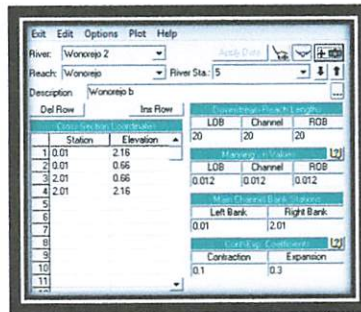 Exit Edit Options Plot Help
River: Wonorejo 2 Apply Data
Reach: Wonorejo River Sta.: 5
Description Wonorejo b ...
Del Row Ins Row
Cross Section Coordinates
Station Elevation
1 0.01 2.16
2 0.01 0.66
3 2.01 0.66
4 2.01 2.16
5
6
7
8
9
10
11
Downstream Reach Lengths
LOB Channel ROB
20 20 20
Manning's n Values ?
LOB Channel ROB
0.012 0.012 0.012
Main Channel Bank Stations
Left Bank Right Bank
0.01 2.01
Cont\Exp Coefficients ?
Contraction Expansion
0.1 0.3